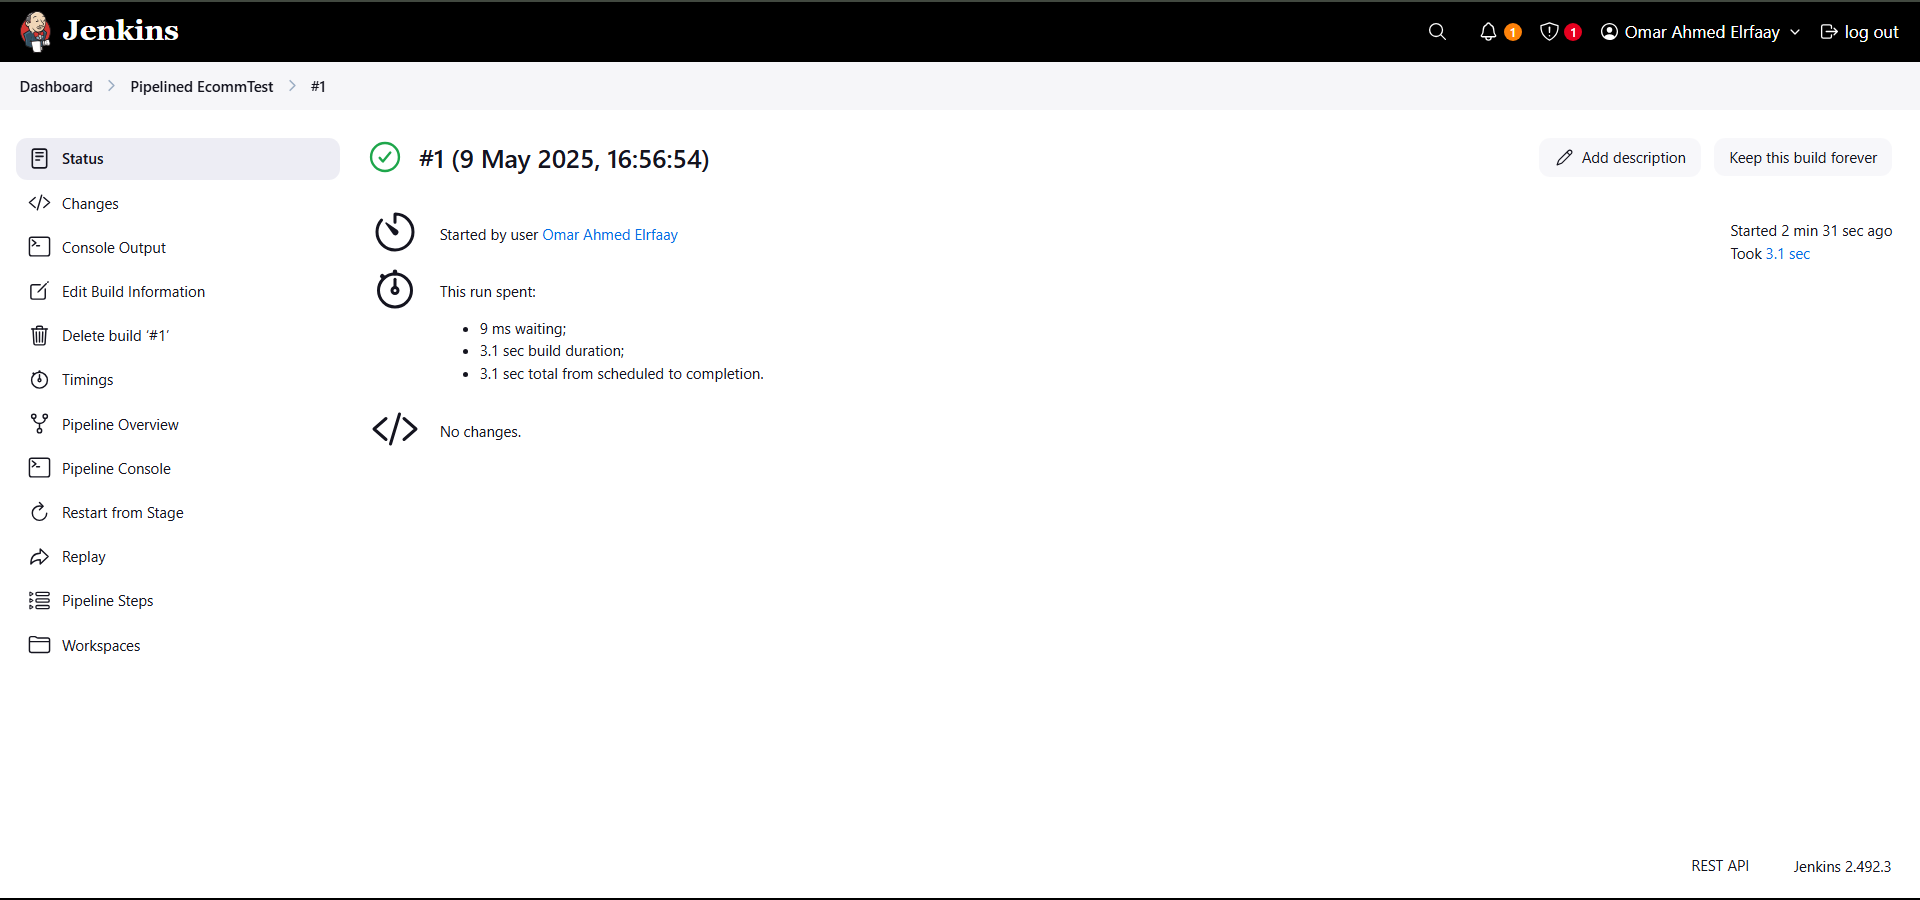 Jenkins
1
1
Omar Ahmed Elrfaay
log out
Dashboard
Pipelined EcommTest
#1
Status
Changes
Console Output
Edit Build Information
Delete build ‘#1’
Timings
Pipeline Overview
Pipeline Console
Restart from Stage
Replay
Pipeline Steps
Workspaces
#1 (9 May 2025, 16:56:54)
Add description
Keep this build forever
Started by user Omar Ahmed Elrfaay
Started 2 min 31 sec ago
Took 3.1 sec
This run spent:
• 9 ms waiting;
• 3.1 sec build duration;
• 3.1 sec total from scheduled to completion.
No changes.
REST API
Jenkins 2.492.3